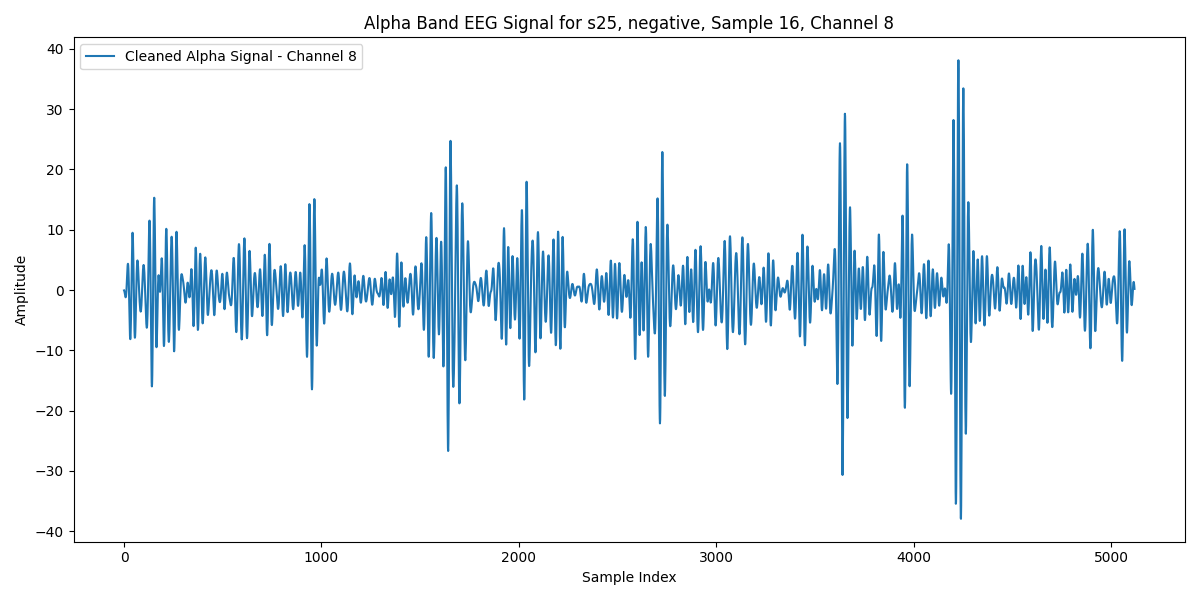 Alpha Band EEG Signal for s25, negative, Sample 16, Channel 8
Cleaned Alpha Signal - Channel 8
Amplitude
40
30
20
10
0
−10
−20
−30
−40
0 1000 2000 3000 4000 5000
Sample Index